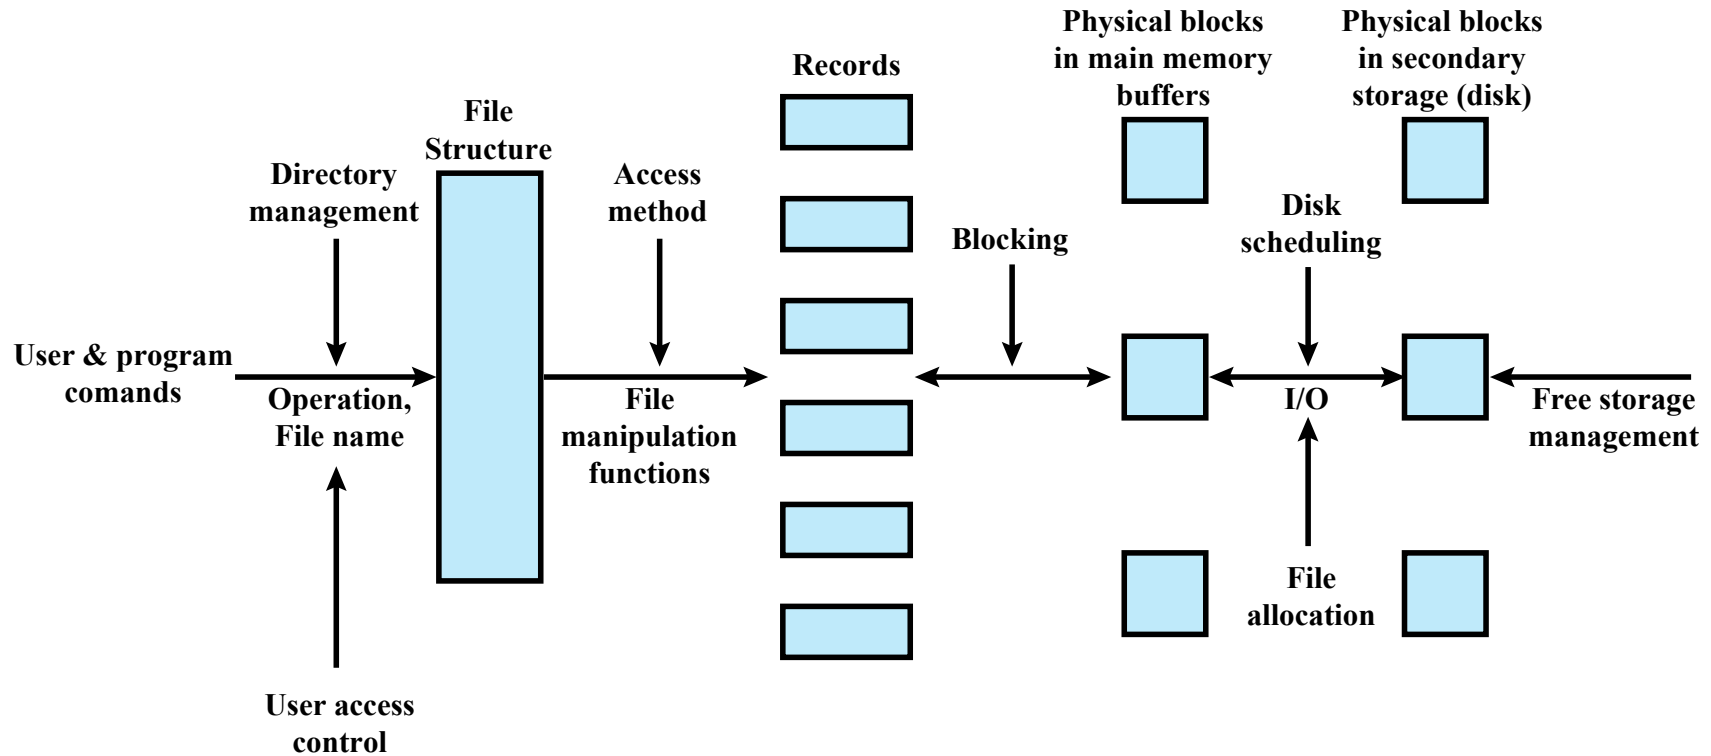 Physical blocks
in main memory
buffers
Physical blocks
in secondary
storage (disk)
Records
File
Structure
Directory
management
Access
method
Disk
scheduling
Blocking
User & program
comands
Operation,
File name
File
manipulation
functions
I/O
Free storage
management
File
allocation
User access
control